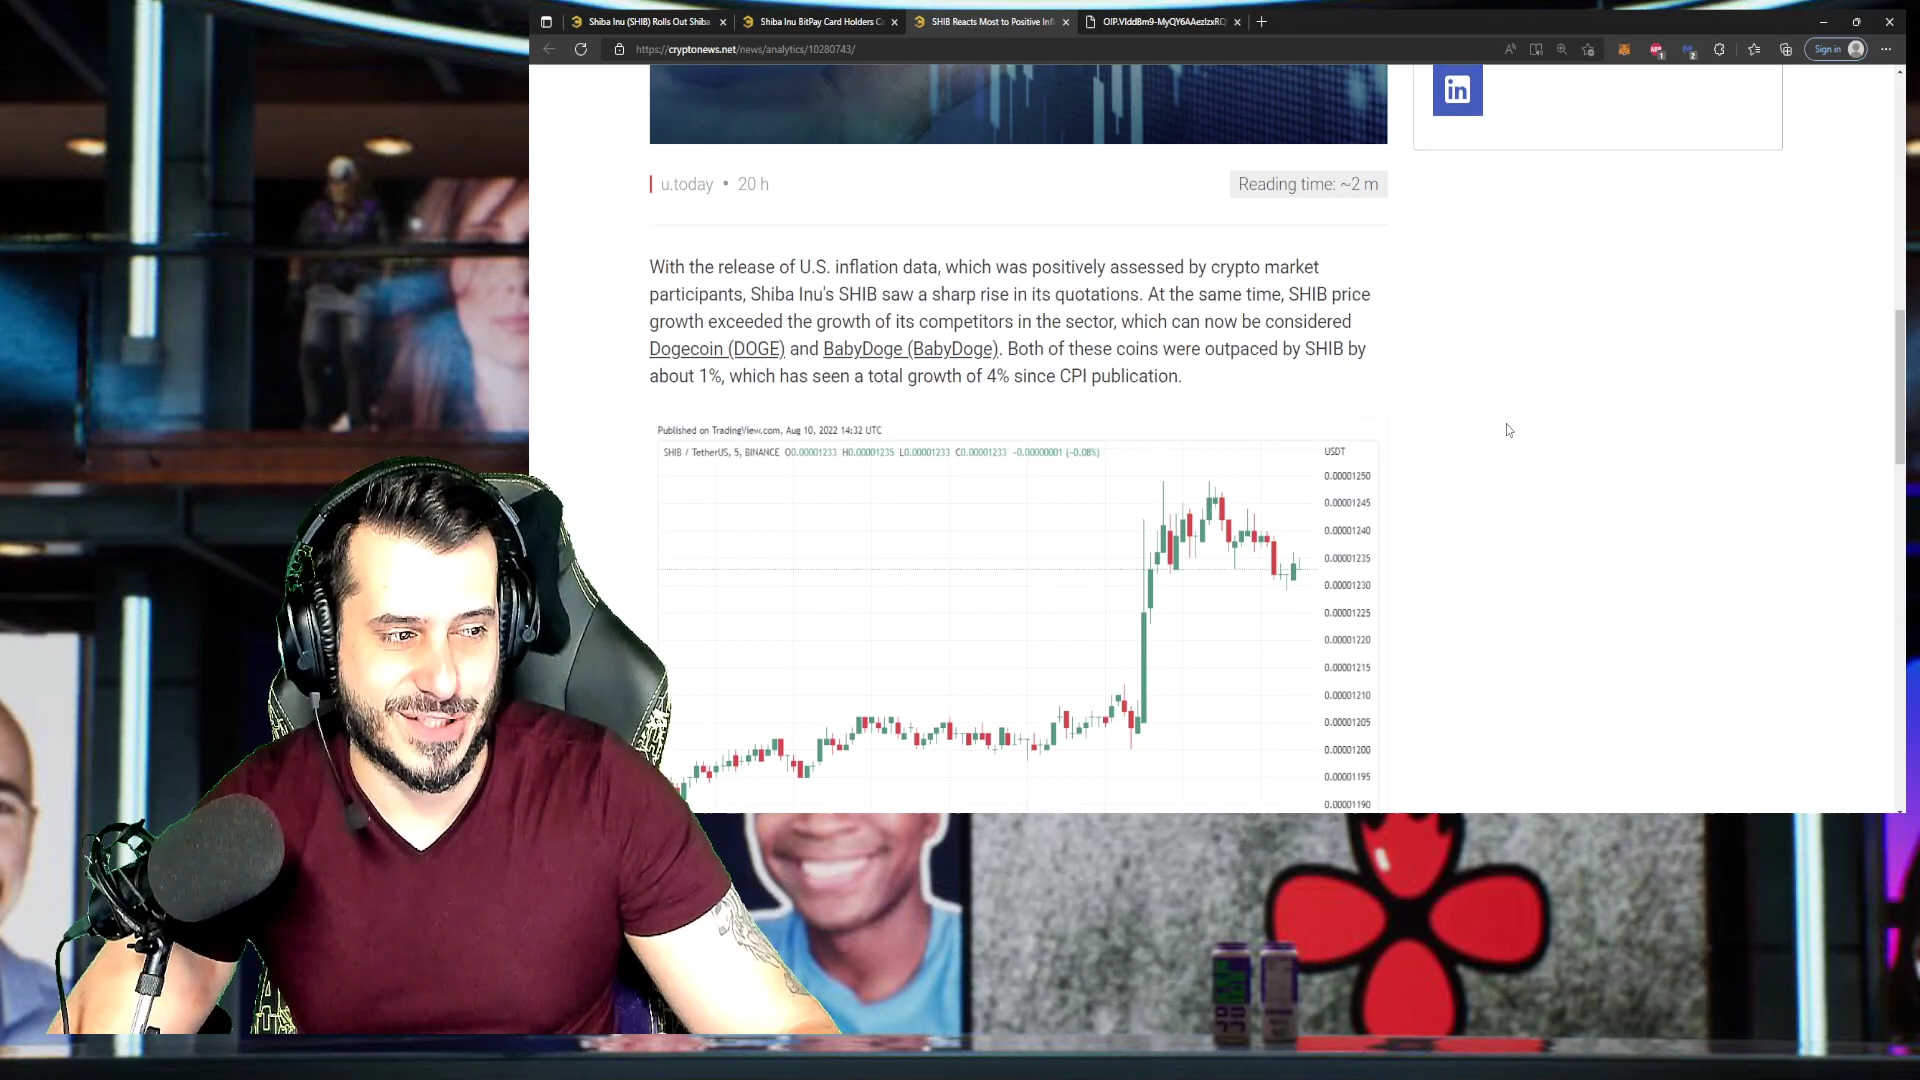 Shiba Inu (SHIB) Rolls Out Shiba
Shiba Inu BitPay Card Holders Ca
SHIB Reacts Most to Positive Infl
https://cryptonews.net/news/analytics/10280743/
Sign in
in
u.today • 20 h
Reading time: ~2 m
With the release of U.S. inflation data, which was positively assessed by crypto market
participants, Shiba Inu's SHIB saw a sharp rise in its quotations. At the same time, SHIB price
growth exceeded the growth of its competitors in the sector, which can now be considered
Dogecoin (DOGE) and BabyDoge (BabyDoge). Both of these coins were outpaced by SHIB by
about 1%, which has seen a total growth of 4% since CPI publication.
Published on TradingView.com, Aug 10, 2022 14:32 UTC
SHIB / TetherUS, 5, BINANCE O0.00001233 H0.00001235 L0.00001233 C0.00001233 -0.00000001 (-0.08%)
USDT
0.00001250
0.00001245
0.00001240
0.00001235
0.00001230
0.00001225
0.00001220
0.00001215
0.00001210
0.00001205
0.00001200
0.00001195
0.00001190